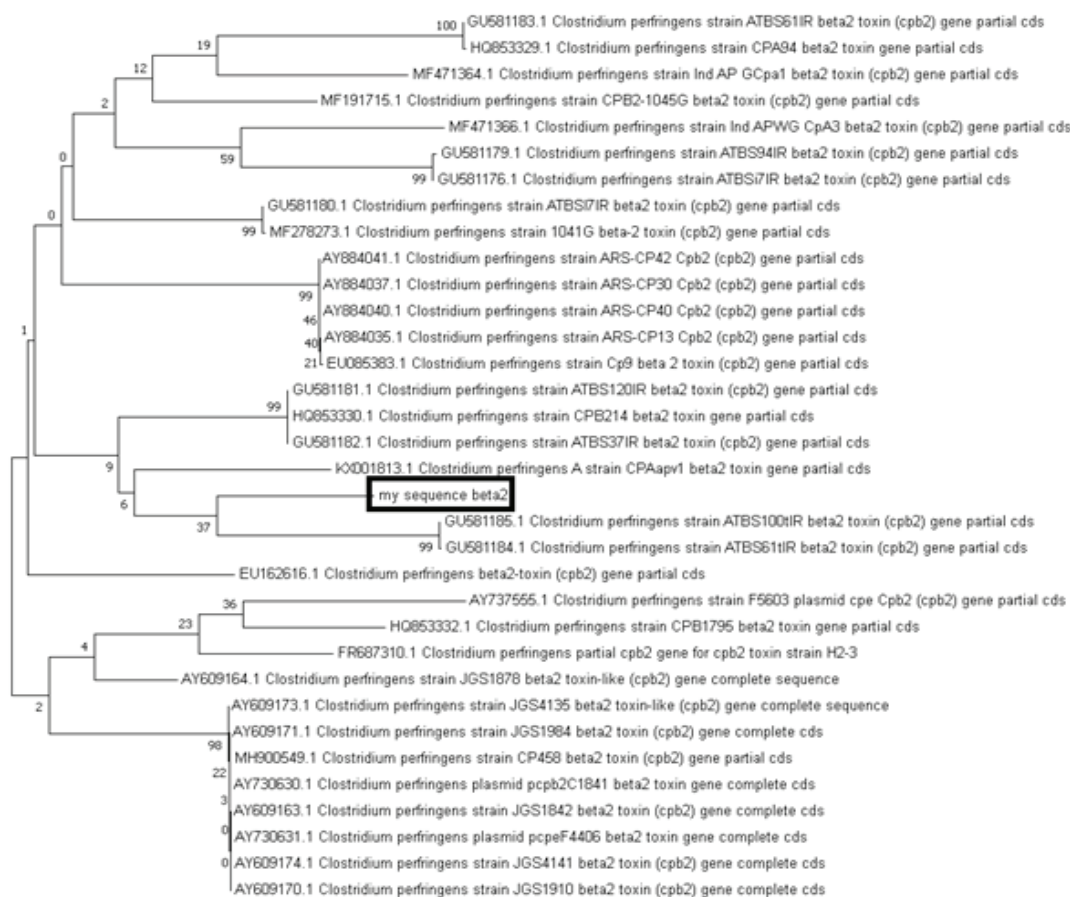 GU581183.1 Clostridium perfringens strain ATBS61IR beta2 toxin (cpb2) gene partial cds
100
HQ853329.1 Clostridium perfringens strain CPA94 beta2 toxin gene partial cds
19
MF471364.1 Clostridium perfringens strain Ind AP GCpa1 beta2 toxin (cpb2) gene partial cds
12
MF191715.1 Clostridium perfringens strain CPB2-1045G beta2 toxin (cpb2) gene partial cds
2
MF471366.1 Clostridium perfringens strain Ind APWG CpA3 beta2 toxin (cpb2) gene partial cds
59
GU581179.1 Clostridium perfringens strain ATBS94IR beta2 toxin (cpb2) gene partial cds
99
GU581176.1 Clostridium perfringens strain ATBSi7IR beta2 toxin (cpb2) gene partial cds
0
GU581180.1 Clostridium perfringens strain ATBSI7IR beta2 toxin (cpb2) gene partial cds
0
99
MF278273.1 Clostridium perfringens strain 1041G beta-2 toxin (cpb2) gene partial cds
AY884041.1 Clostridium perfringens strain ARS-CP42 Cpb2 (cpb2) gene partial cds
AY884037.1 Clostridium perfringens strain ARS-CP30 Cpb2 (cpb2) gene partial cds
99
AY884040.1 Clostridium perfringens strain ARS-CP40 Cpb2 (cpb2) gene partial cds
46
AY884035.1 Clostridium perfringens strain ARS-CP13 Cpb2 (cpb2) gene partial cds
40
1
EU085383.1 Clostridium perfringens strain Cp9 beta 2 toxin (cpb2) gene partial cds
21
GU581181.1 Clostridium perfringens strain ATBS120IR beta2 toxin (cpb2) gene partial cds
99
HQ853330.1 Clostridium perfringens strain CPB214 beta2 toxin gene partial cds
GU581182.1 Clostridium perfringens strain ATBS37IR beta2 toxin (cpb2) gene partial cds
9
KX001813.1 Clostridium perfringens A strain CPAapv1 beta2 toxin gene partial cds
6
my sequence beta2
37
GU581185.1 Clostridium perfringens strain ATBS100tIR beta2 toxin (cpb2) gene partial cds
99
GU581184.1 Clostridium perfringens strain ATBS61tIR beta2 toxin (cpb2) gene partial cds
EU162616.1 Clostridium perfringens beta2-toxin (cpb2) gene partial cds
36
AY737555.1 Clostridium perfringens strain F5603 plasmid cpe Cpb2 (cpb2) gene partial cds
23
HQ853332.1 Clostridium perfringens strain CPB1795 beta2 toxin gene partial cds
4
FR687310.1 Clostridium perfringens partial cpb2 gene for cpb2 toxin strain H2-3
AY609164.1 Clostridium perfringens strain JGS1878 beta2 toxin-like (cpb2) gene complete sequence
2
AY609173.1 Clostridium perfringens strain JGS4135 beta2 toxin-like (cpb2) gene complete sequence
AY609171.1 Clostridium perfringens strain JGS1984 beta2 toxin (cpb2) gene complete cds
98
MH900549.1 Clostridium perfringens strain CP458 beta2 toxin (cpb2) gene partial cds
22
AY730630.1 Clostridium perfringens plasmid pcpb2C1841 beta2 toxin gene complete cds
3
AY609163.1 Clostridium perfringens strain JGS1842 beta2 toxin (cpb2) gene complete cds
0
AY730631.1 Clostridium perfringens plasmid pcpeF4406 beta2 toxin gene complete cds
0
AY609174.1 Clostridium perfringens strain JGS4141 beta2 toxin (cpb2) gene complete cds
AY609170.1 Clostridium perfringens strain JGS1910 beta2 toxin (cpb2) gene complete cds